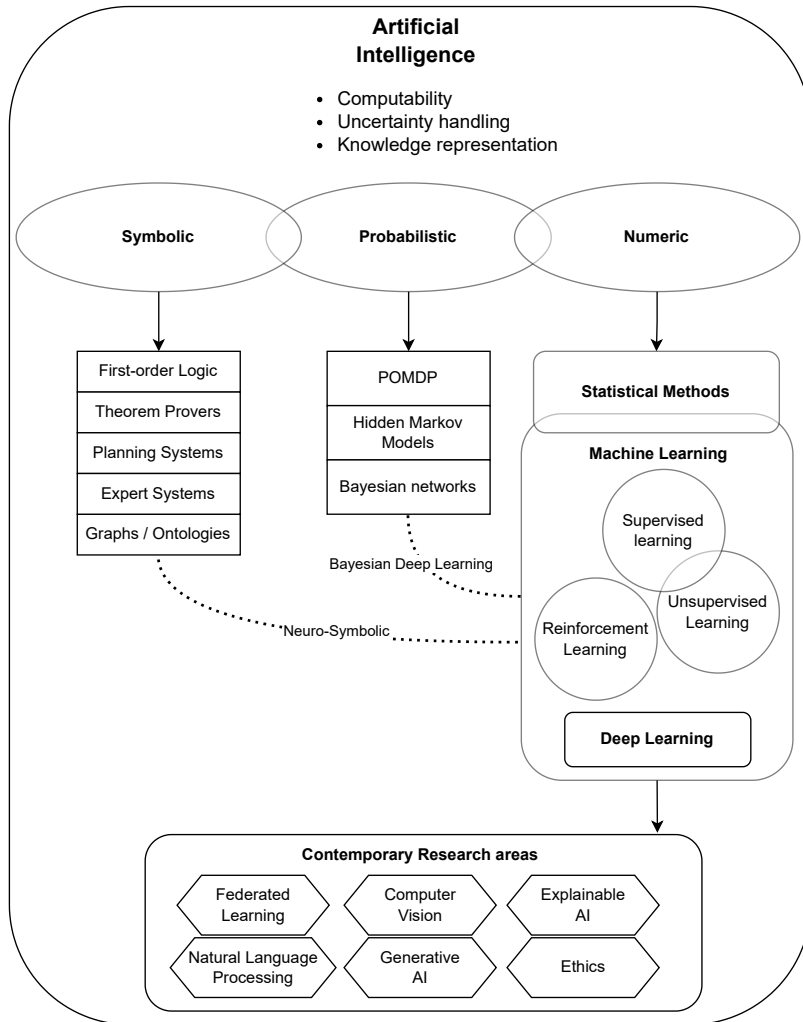 Artificial
Intelligence
• Computability
• Uncertainty handling
• Knowledge representation
Symbolic
Probabilistic
Numeric
First-order Logic
Theorem Provers
Planning Systems
Expert Systems
Graphs / Ontologies
POMDP
Hidden Markov
Models
Bayesian networks
Statistical Methods
Machine Learning
Supervised
learning
Unsupervised
Learning
Reinforcement
Learning
Deep Learning
Bayesian Deep Learning
Neuro-Symbolic
Contemporary Research areas
Federated
Learning
Computer
Vision
Explainable
AI
Natural Language
Processing
Generative
AI
Ethics